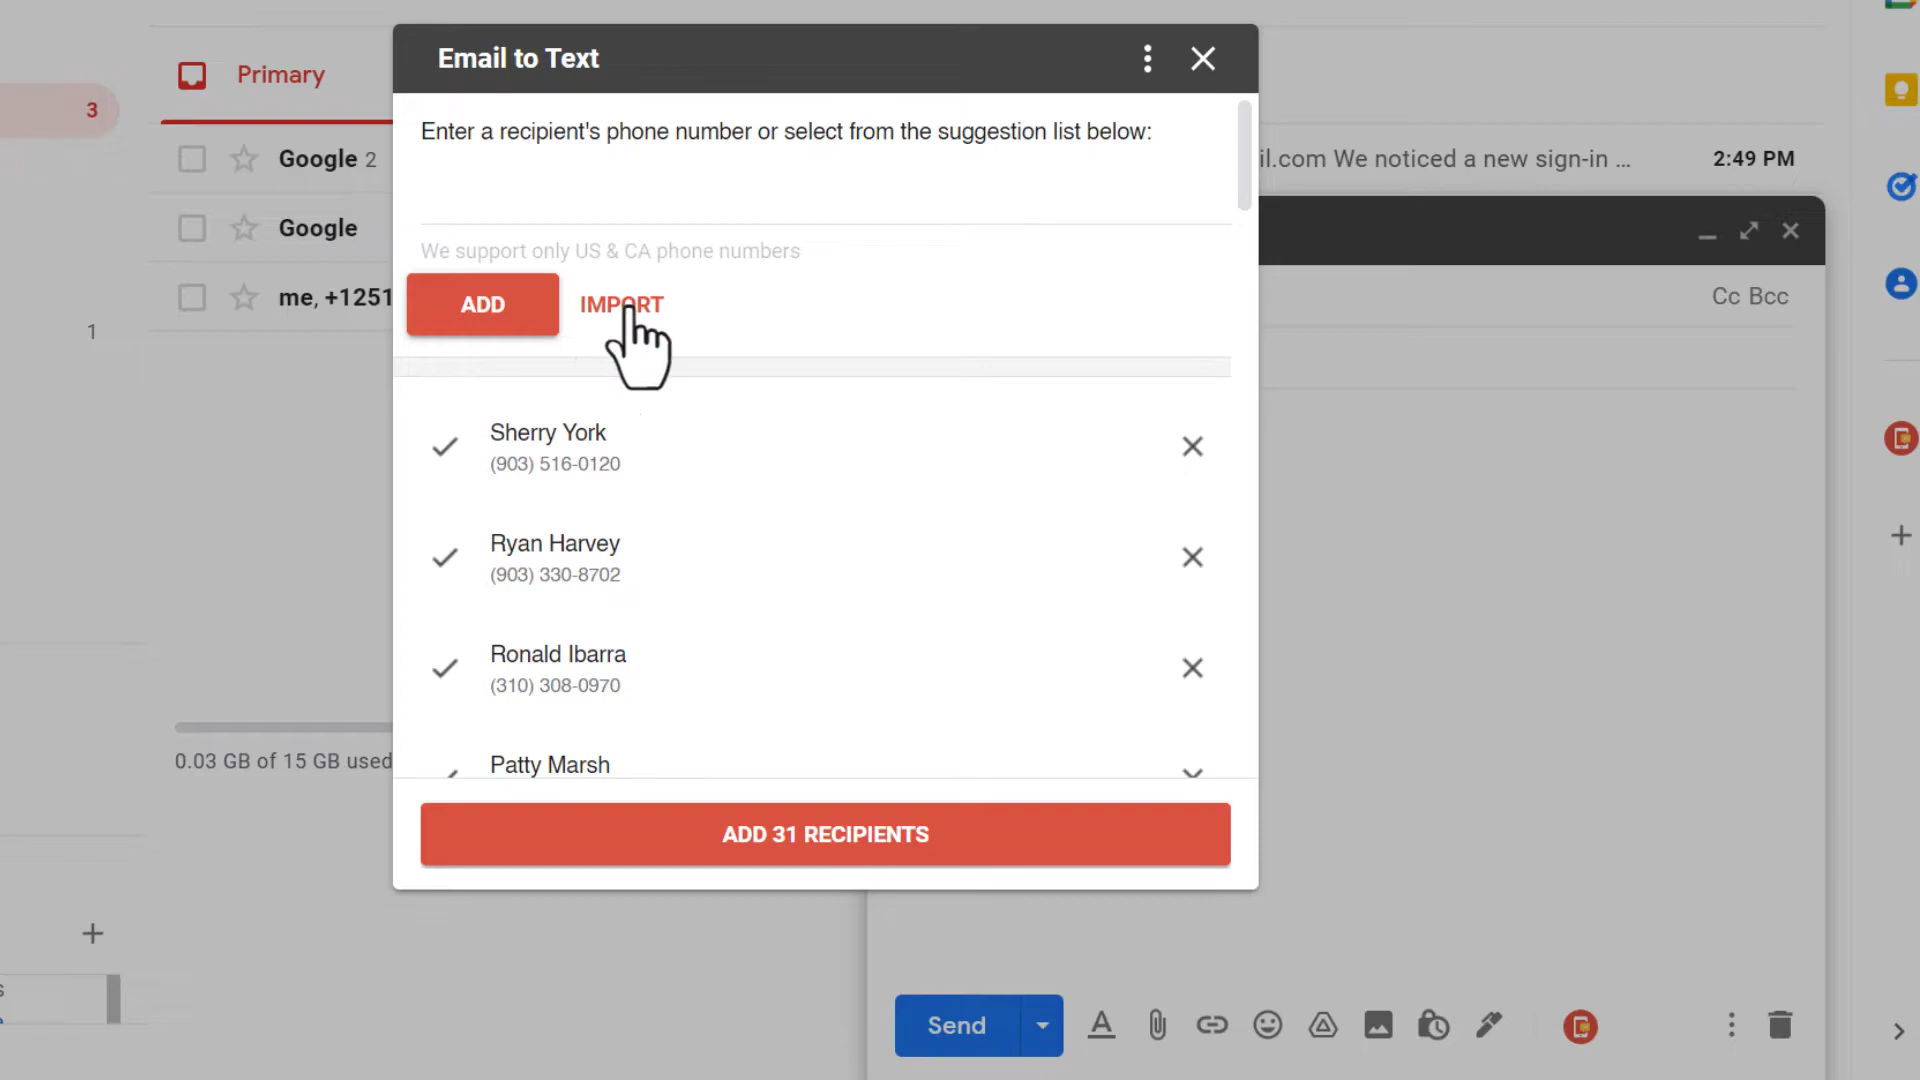 Email to Text
Primary
3
Enter a recipient's phone number or select from the suggestion list below:
Google 2
il.com We noticed a new sign-in ...
2:49 PM
Google
We support only US & CA phone numbers
me, +1251
ADD
IMPORT
Cc Bcc
1
Sherry York
(903) 516-0120
Ryan Harvey
(903) 330-8702
Ronald Ibarra
(310) 308-0970
Patty Marsh
0.03 GB of 15 GB used
ADD 31 RECIPIENTS
s
Send